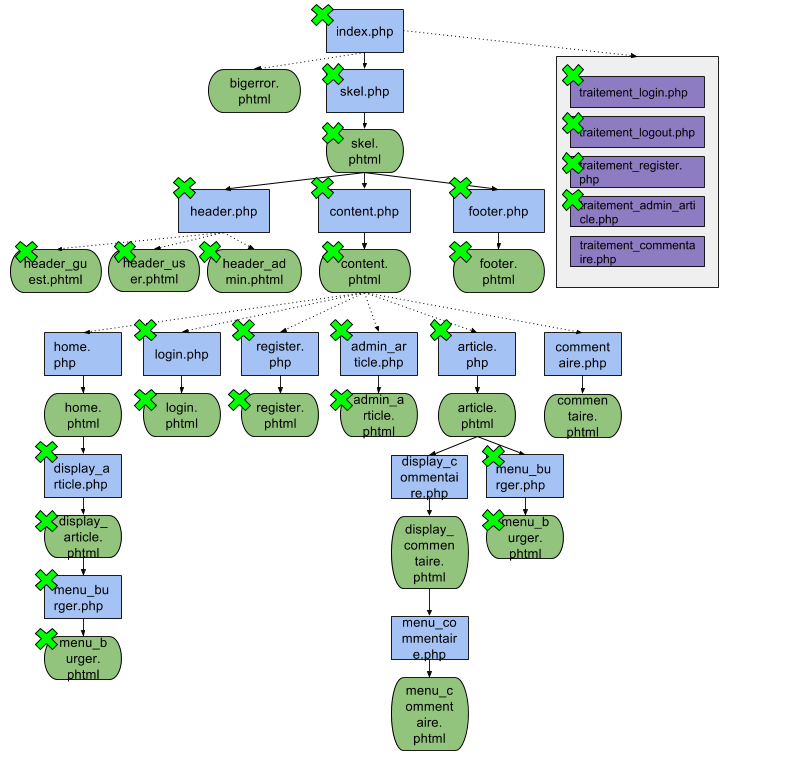 index.php
bigerror.
phtml
skel.php
traitement_login.php
traitement_logout.php
traitement_register.
php
traitement_admin_arti
cle.php
traitement_commenta
ire.php
skel.
phtml
header.php
content.php
footer.php
header_gu
est.phtml
header_us
er.phtml
header_ad
min.phtml
content.
phtml
footer.
phtml
home.
php
login.php
register.
php
admin_ar
ticle.php
article.
php
comment
aire.php
home.
phtml
login.
phtml
register.
phtml
admin_a
rticle.
phtml
article.
phtml
commen
taire.
phtml
display_a
rticle.php
display_c
ommentai
re.php
menu_bu
rger.php
display_
article.
phtml
display_
commen
taire.
phtml
menu_b
urger.
phtml
menu_bu
rger.php
menu_co
mmentair
e.php
menu_b
urger.
phtml
menu_c
omment
aire.
phtml